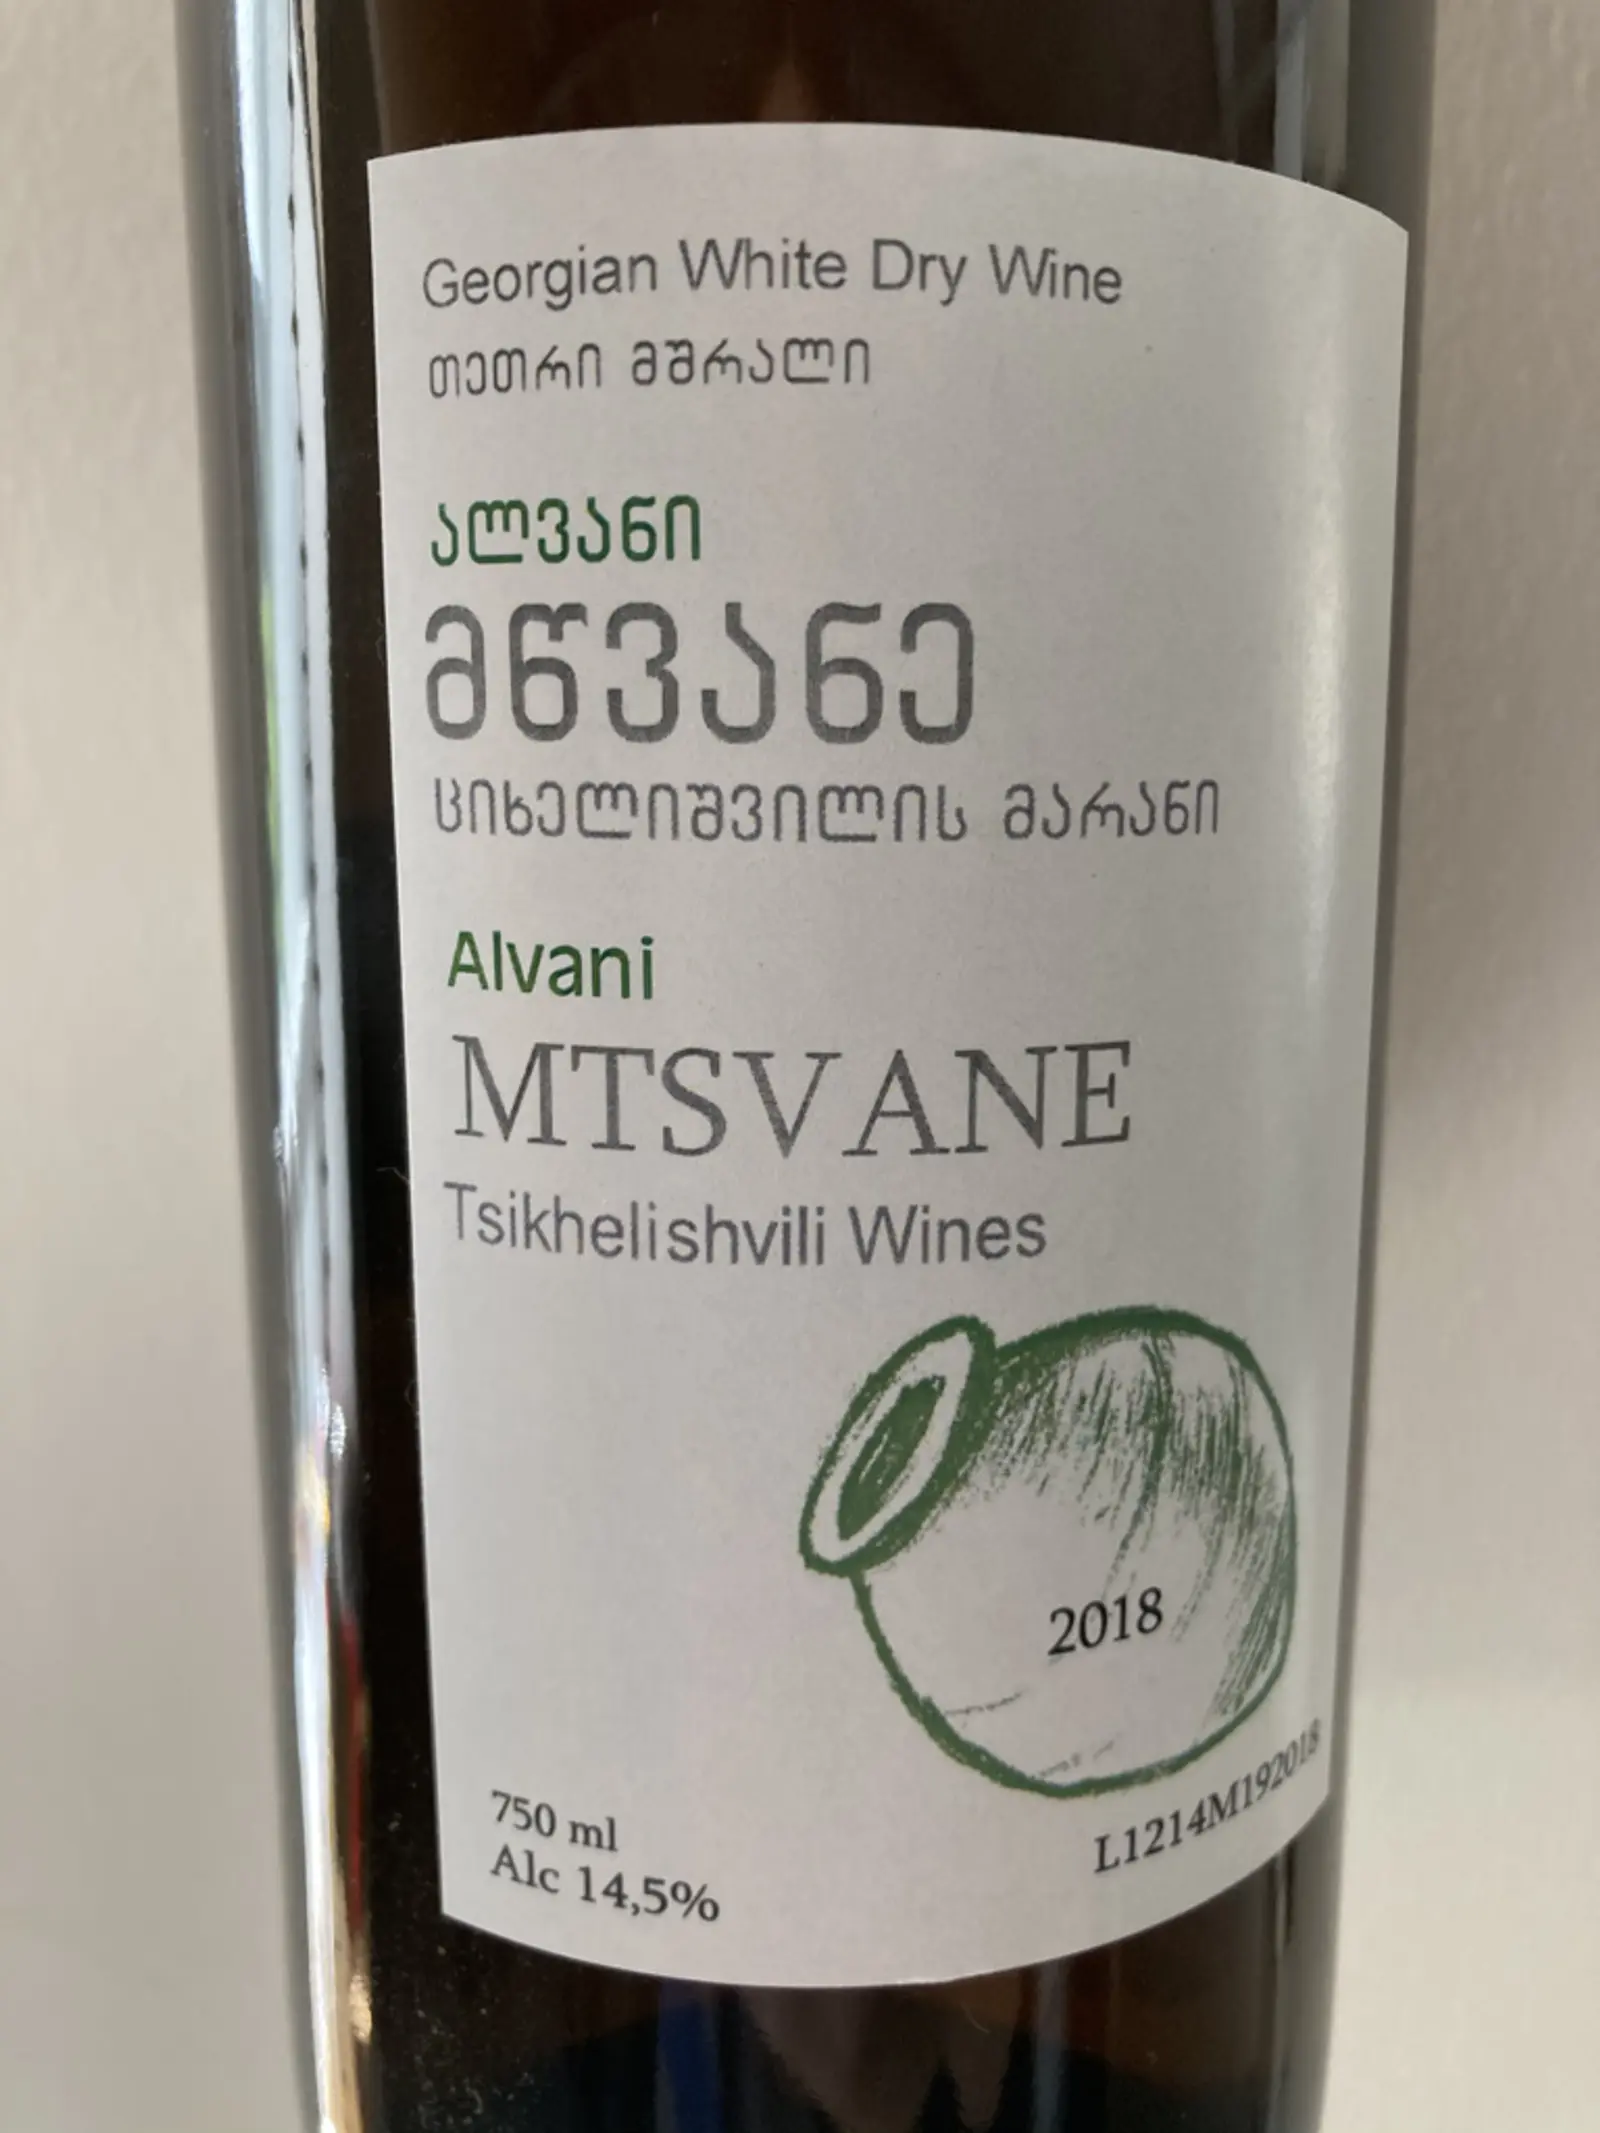 Georgian White Dry Wine
თეთრი მშრალი
ალვანი
მწვანე
ციხელიშვილის მარანი
Alvani
MTSVANE
Tsikhelishvili Wines
2018
750 ml
Alc 14,5%
L1214M192018